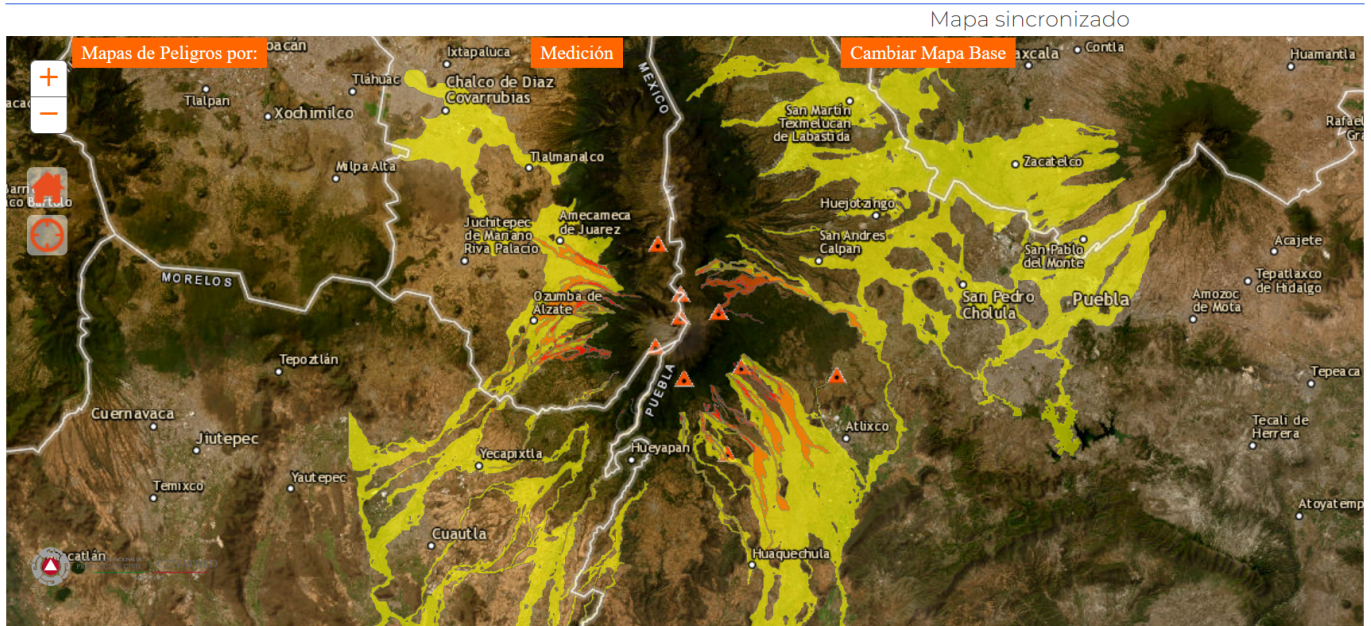 Mapa sincronizado
Mapas de Peligros por:
Medición
Cambiar Mapa Base
Ixtapaluca
Contla
Huamantla
Tláhuac
Chalco de Diaz
Covarrubias
MEXICO
Tlalpan
Xochimilco
San Martin
Texmelucan
de Labastida
Milpa Alta
Tlalmanalco
Zacatelco
Huejotzingo
Juchitepec
de Mariano
Riva Palacio
Amecameca
de Juarez
San Andres
Calpan
San Pablo
del Monte
Acajete
MORELOS
Tepatlaxco
de Hidalgo
Ozumba de
Alzate
San Pedro
Cholula
Puebla
Amozoc
de Mota
Tepoztlán
PUEBLA
Tepeaca
Cuernavaca
Jiutepec
Atlixco
Tecali de
Herrera
Hueyapan
Yecapixtla
Yautepec
Temixco
Atoyatemp
Cuautla
Huaquechula